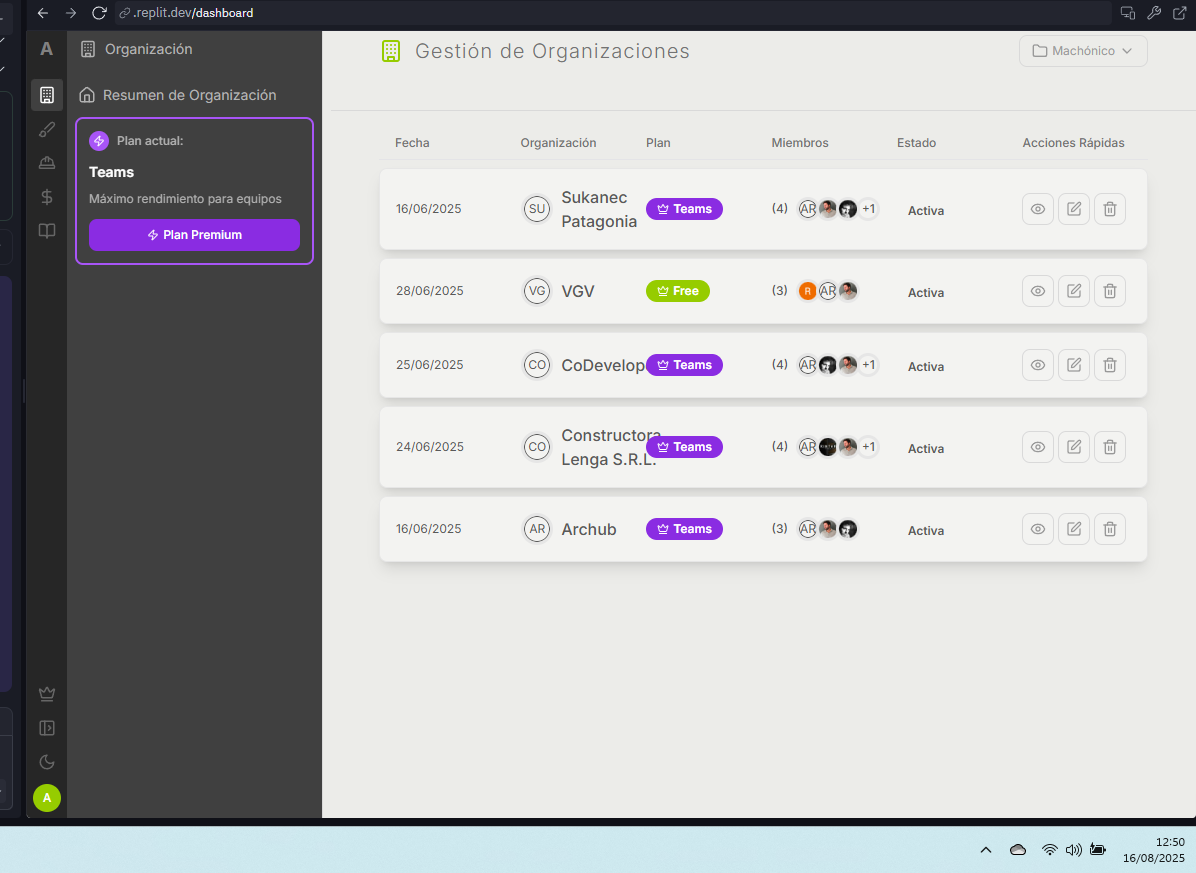 .replit.dev/dashboard
A
Organización
Resumen de Organización
Plan actual:
Teams
Máximo rendimiento para equipos
Plan Premium
A
Gestión de Organizaciones
Machónico
Fecha Organización Plan Miembros Estado Acciones Rápidas
16/06/2025 SU Sukanec Patagonia Teams (4) AR +1 Activa
28/06/2025 VG VGV Free (3) R AR Activa
25/06/2025 CO CoDevelop Teams (4) AR +1 Activa
24/06/2025 CO Constructora Lenga S.R.L. Teams (4) AR +1 Activa
16/06/2025 AR Archub Teams (3) AR Activa
12:50
16/08/2025